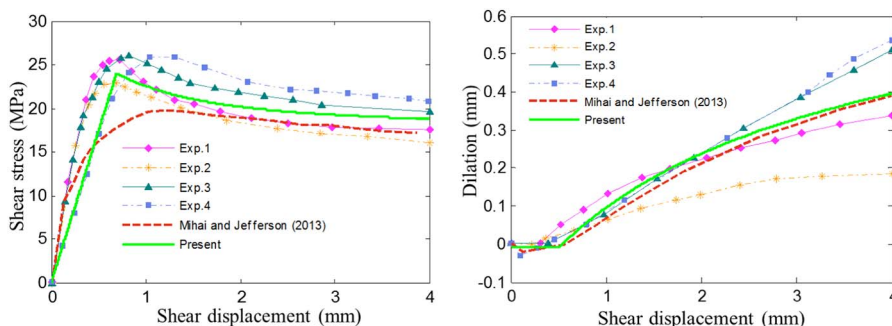 30
25
20
15
10
5
0
Shear stress (MPa)
Exp.1
Exp.2
Exp.3
Exp.4
Mihai and Jefferson (2013)
Present
0 1 2 3 4
Shear displacement (mm)
0.6
0.5
0.4
0.3
0.2
0.1
0
-0.1
Dilation (mm)
Exp.1
Exp.2
Exp.3
Exp.4
Mihai and Jefferson (2013)
Present
0 1 2 3 4
Shear displacement (mm)